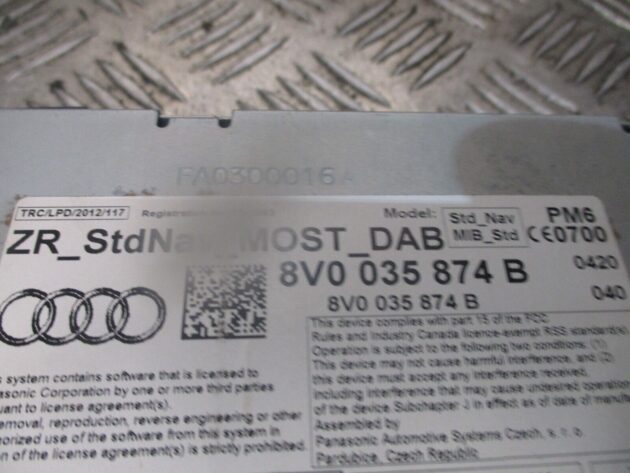 FA0300016A
TRC/LPD/2012/117 Model: Std_Nav MIB_Std PM6
CE0700
ZR_StdNav_MOST_DAB
8V0 035 874 B 0420
8V0 035 874 B 040
This device complies with part 15 of the FCC
Rules and Industry Canada licence-exempt RSS standard(s)
Operation is subject to the following two conditions: (1)
This device may not cause harmful interference, and (2)
this device must accept any interference received,
including interference that may cause undesired operation
of the device Subchapter J in effect as of date of manufac
Assembled by
Panasonic Automotive Systems Czech, s. r. o.
Pardubice, Czech Republic
s system contains software that is licensed to
asonic Corporation by one or more third parties
uant to license agreement(s).
emoval, reproduction, reverse engineering or other
horized use of the software from this system in
on of the license agreement(s) is strictly prohibited.